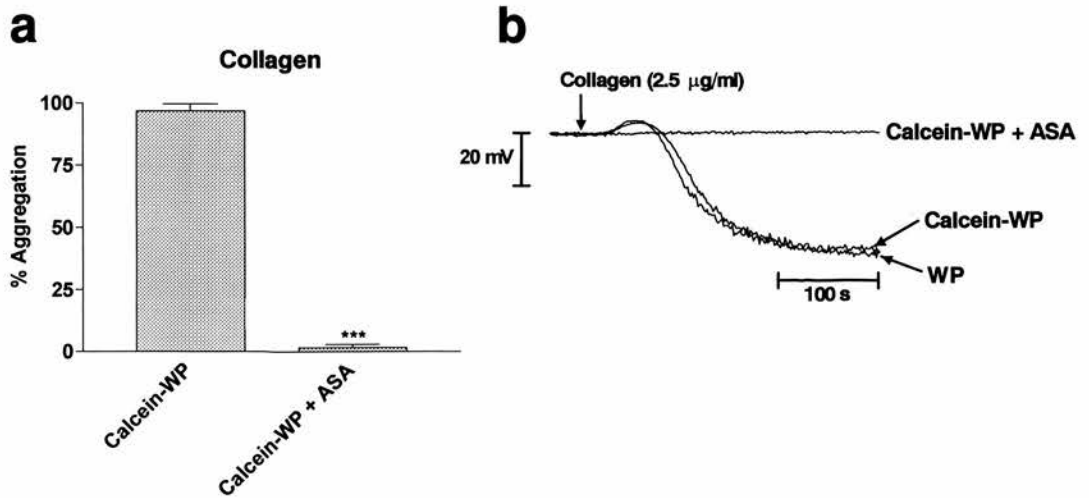 a
Collagen
% Aggregation
100
75
50
25
0
***
Calcein-WP
Calcein-WP + ASA
b
Collagen (2.5 µg/ml)
Calcein-WP + ASA
20 mV
Calcein-WP
WP
100 s